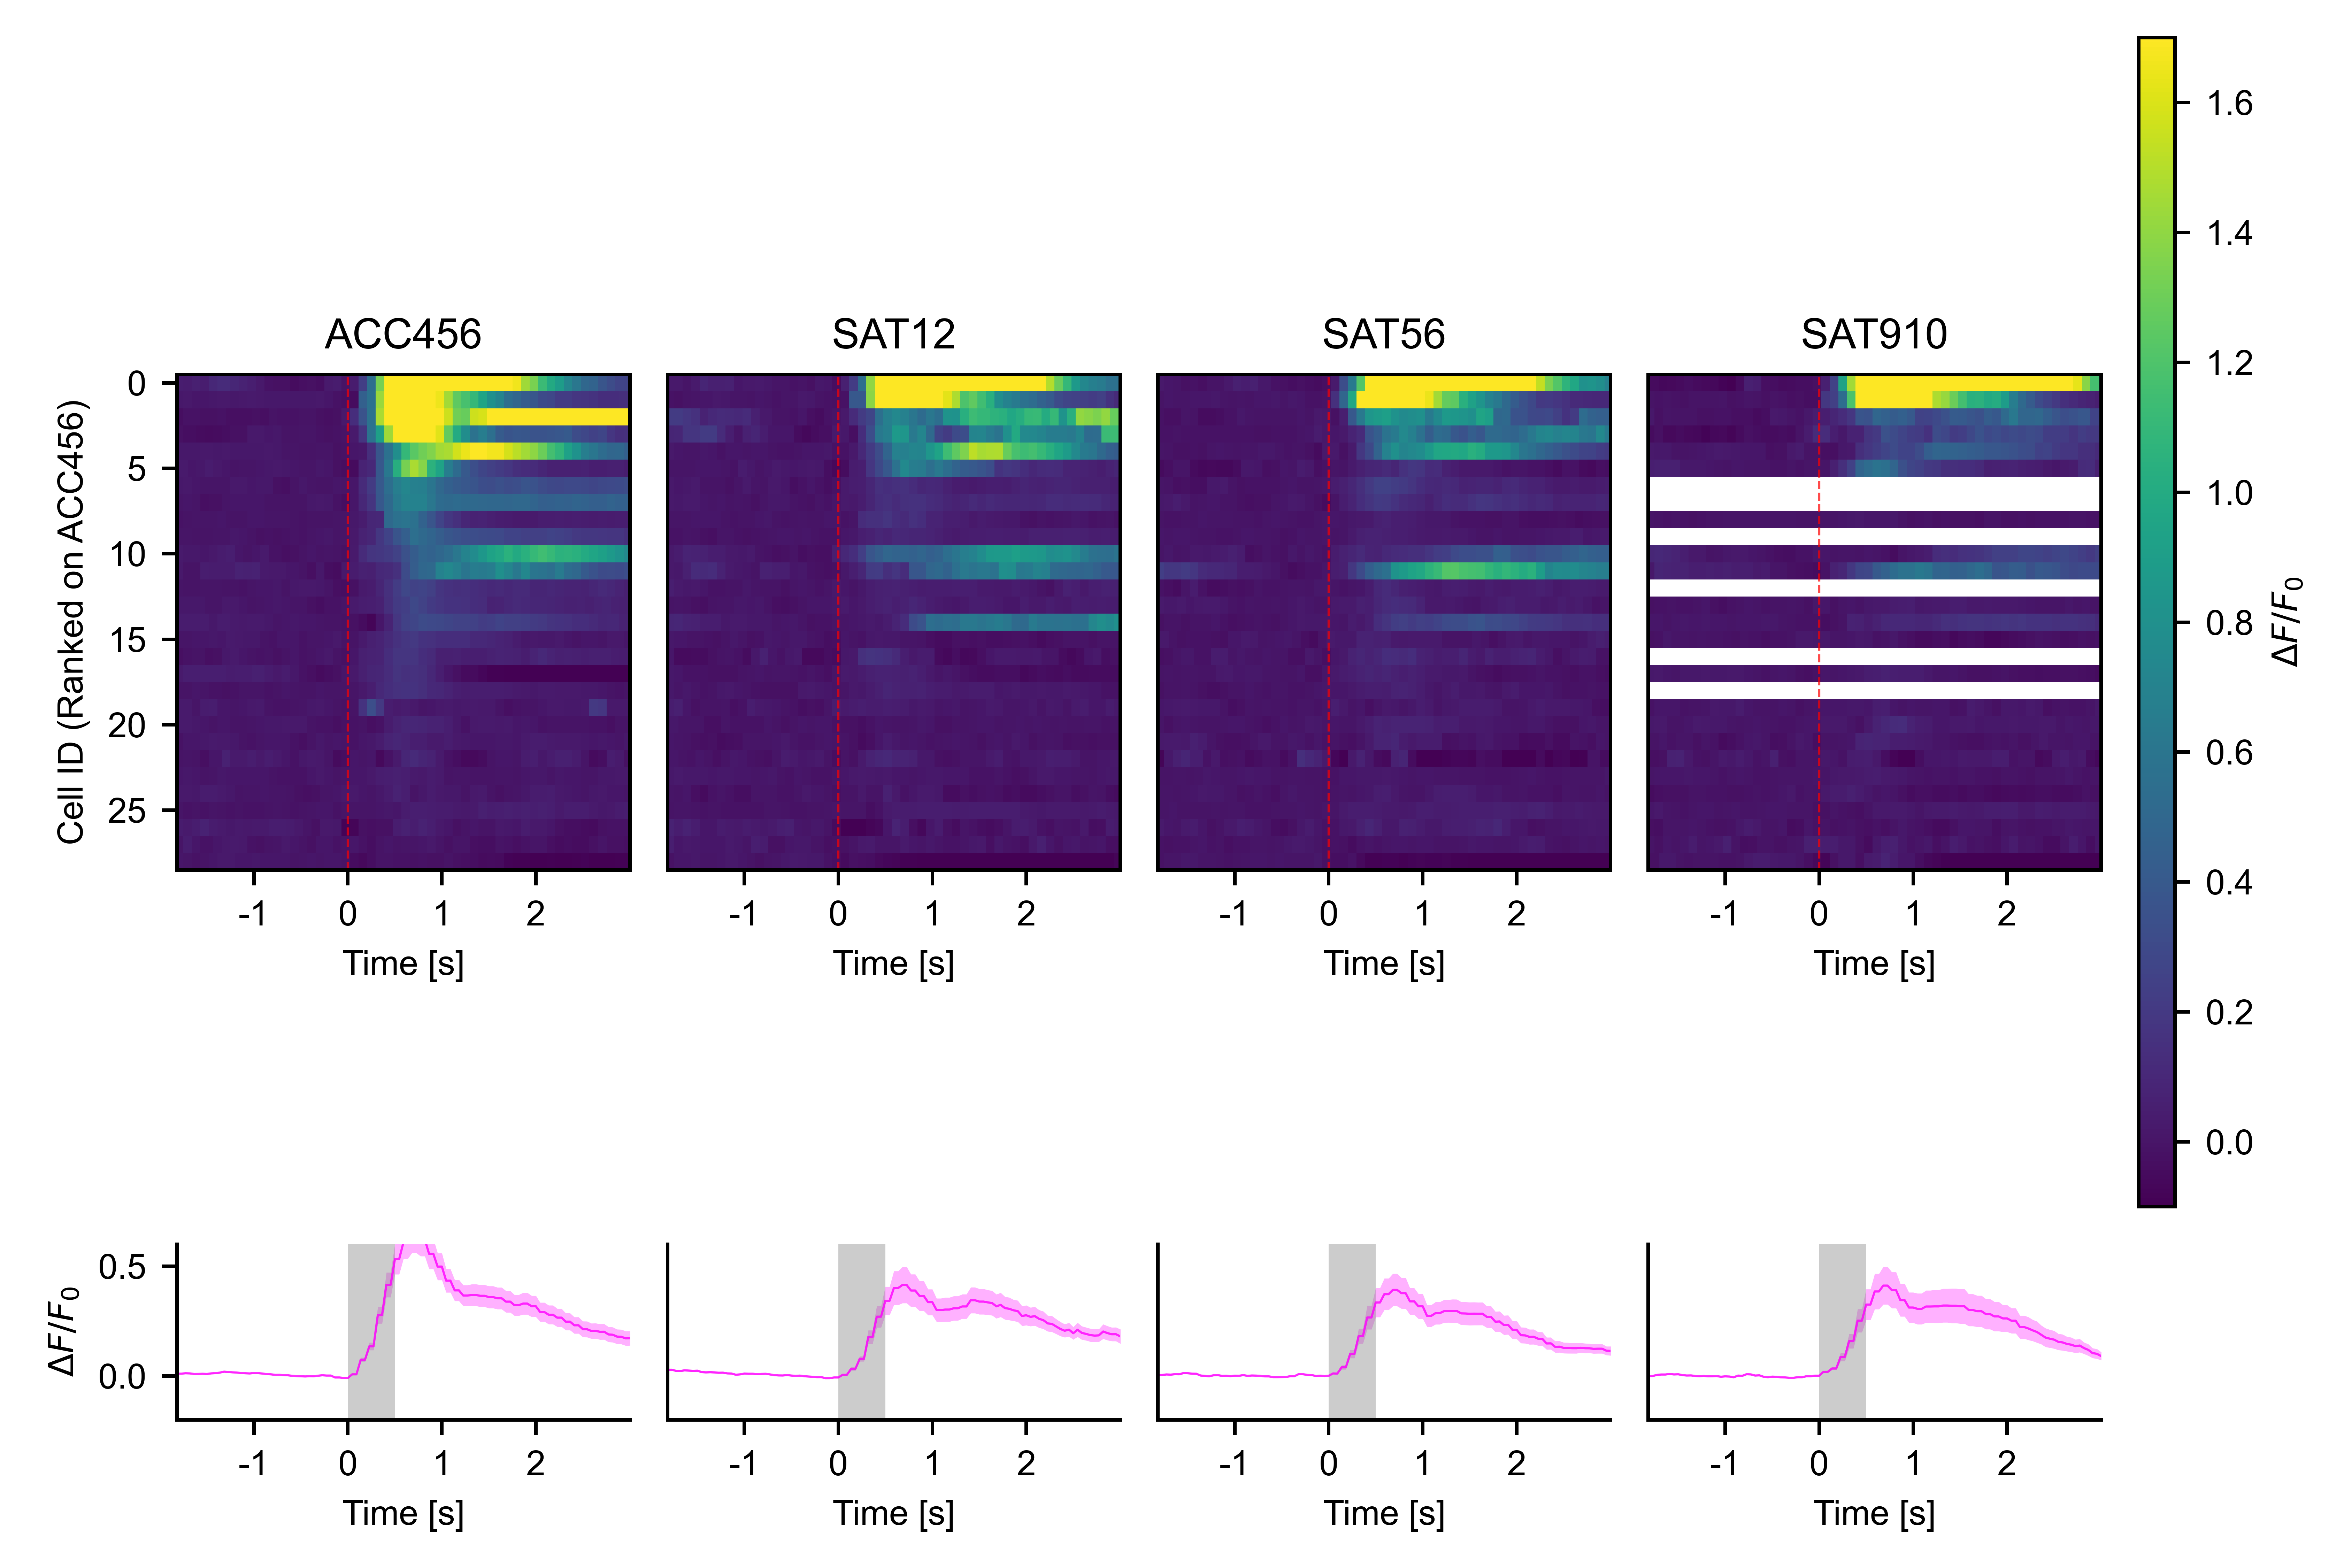 ACC456 SAT12 SAT56 SAT910
Cell ID (Ranked on ACC456)
0
5
10
15
20
25
-1 0 1 2 -1 0 1 2 -1 0 1 2 -1 0 1 2
Time [s] Time [s] Time [s] Time [s]
1.6
1.4
1.2
1.0
0.8
0.6
0.4
0.2
0.0
ΔF/F₀
ΔF/F₀
0.5
0.0
-1 0 1 2 -1 0 1 2 -1 0 1 2 -1 0 1 2
Time [s] Time [s] Time [s] Time [s]